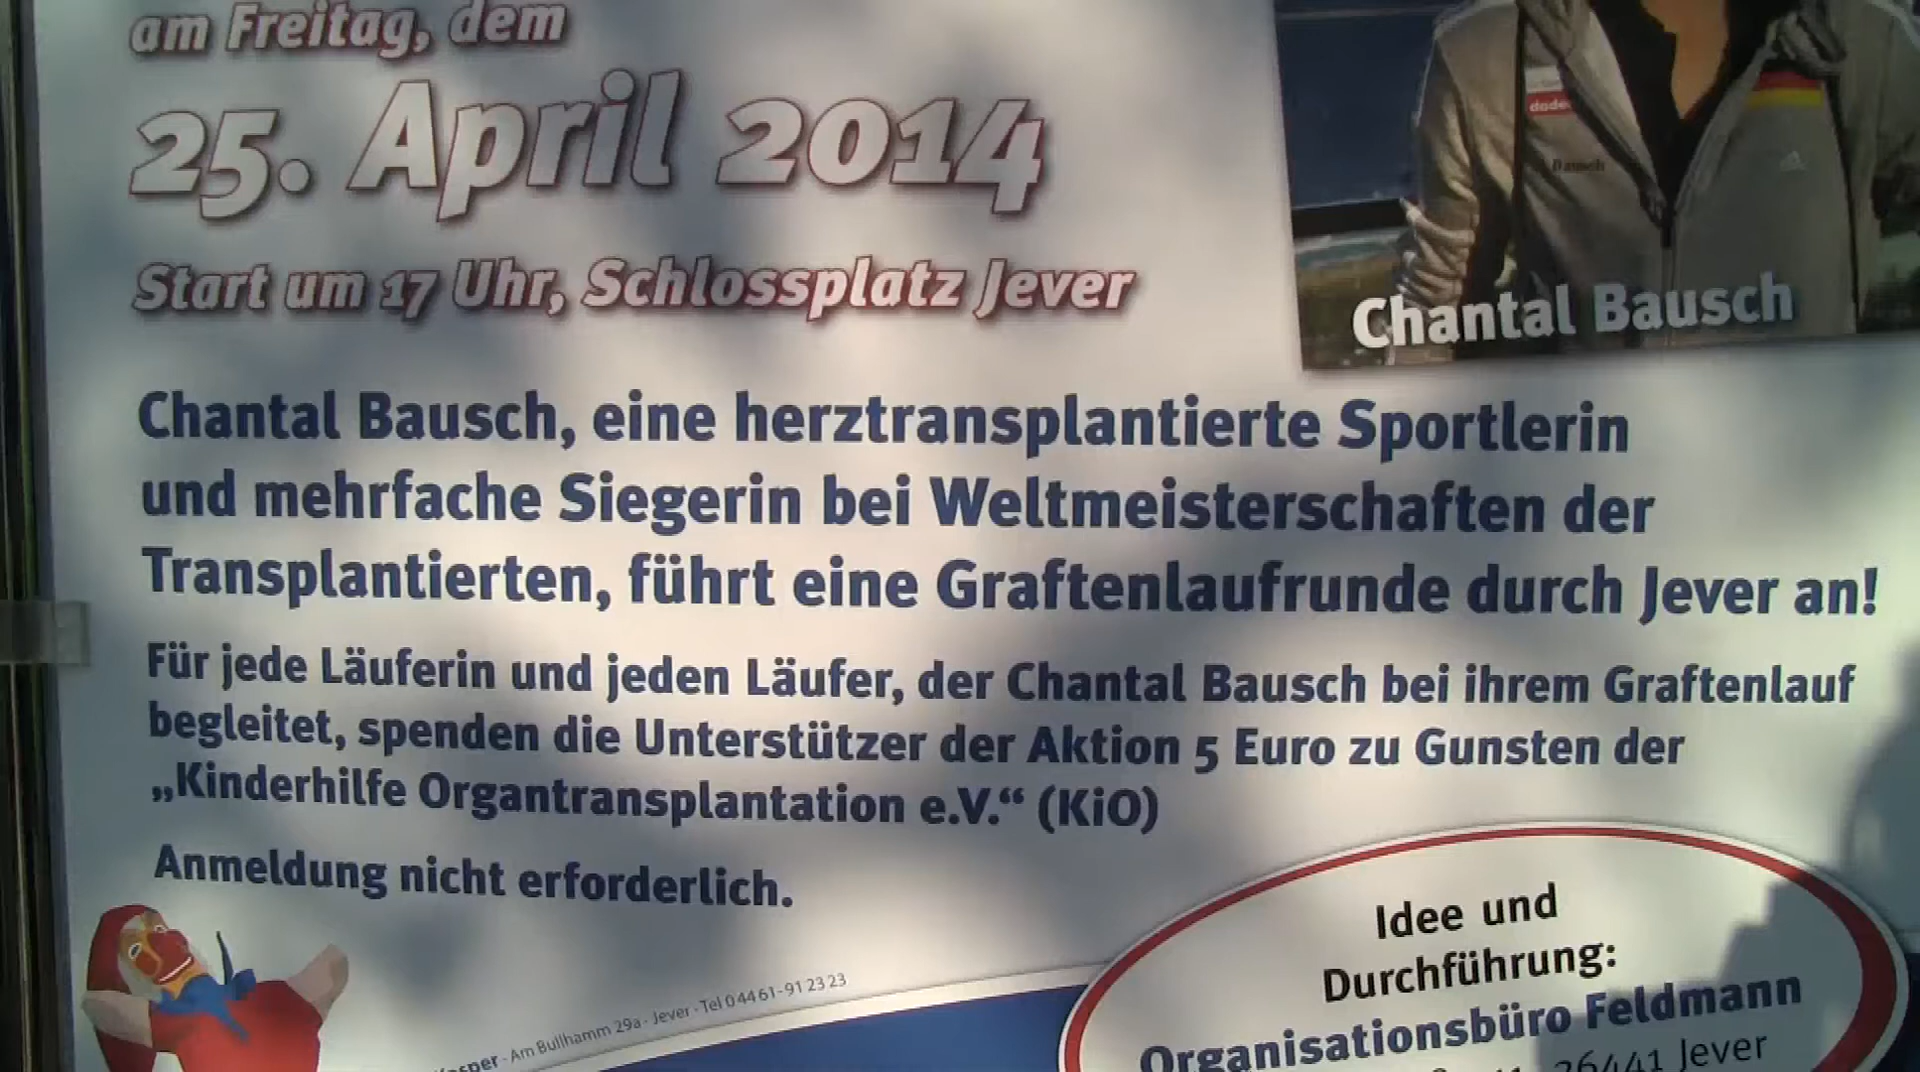 am Freitag, dem
25. April 2014
Start um 17 Uhr, Schlossplatz Jever
Bausch
Chantal Bausch
Chantal Bausch, eine herztransplantierte Sportlerin
und mehrfache Siegerin bei Weltmeisterschaften der
Transplantierten, führt eine Graftenlaufrunde durch Jever an!
Für jede Läuferin und jeden Läufer, der Chantal Bausch bei ihrem Graftenlauf
begleitet, spenden die Unterstützer der Aktion 5 Euro zu Gunsten der
„Kinderhilfe Organtransplantation e.V.“ (KiO)
Anmeldung nicht erforderlich.
· Am Bullhamm 29a · Jever · Tel 0 44 61 - 91 23 23
Idee und
Durchführung:
Organisationsbüro Feldmann
26441 Jever